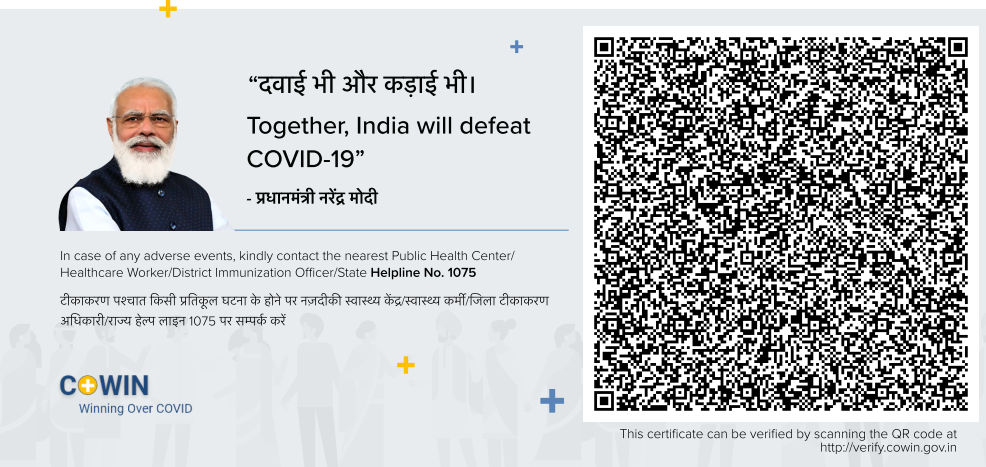 “दवाई भी और कड़ाई भी।
Together, India will defeat
COVID-19”
- प्रधानमंत्री नरेंद्र मोदी
In case of any adverse events, kindly contact the nearest Public Health Center/
Healthcare Worker/District Immunization Officer/State Helpline No. 1075
टीकाकरण पश्चात किसी प्रतिकूल घटना के होने पर नज़दीकी स्वास्थ्य केंद्र/स्वास्थ्य कर्मी/जिला टीकाकरण
अधिकारी/राज्य हेल्प लाइन 1075 पर सम्पर्क करें
COWIN
Winning Over COVID
This certificate can be verified by scanning the QR code at
http://verify.cowin.gov.in